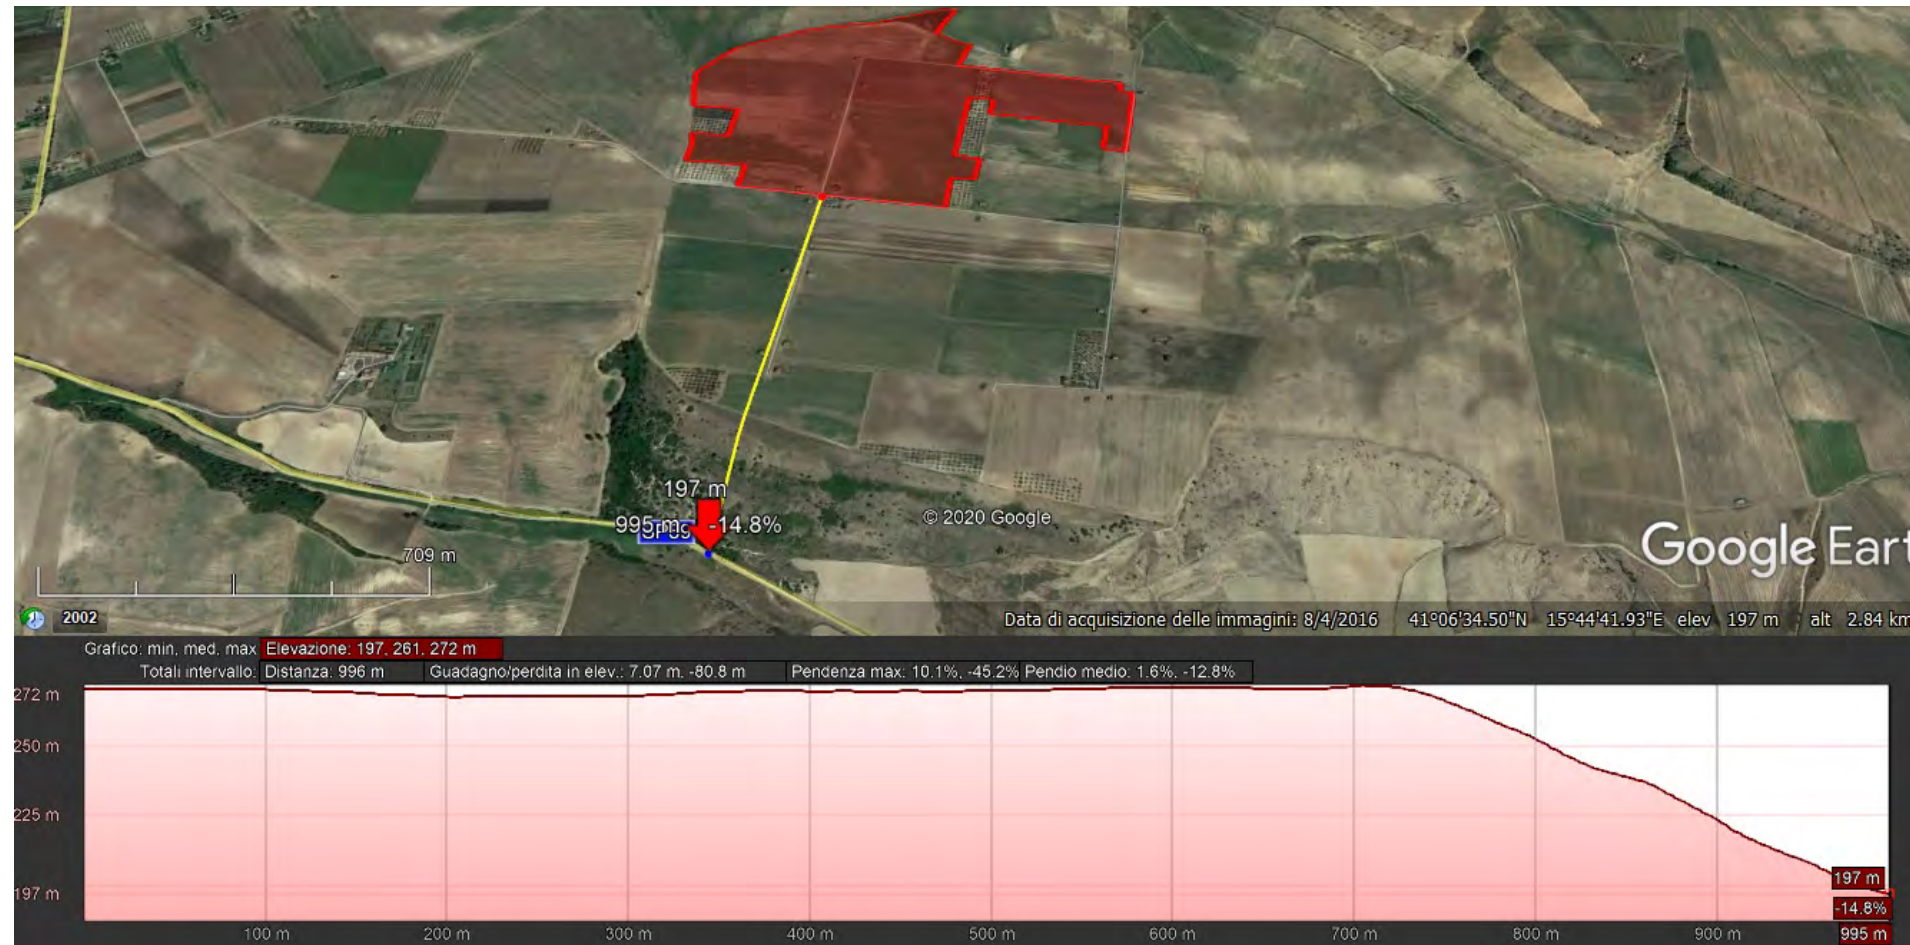 197 m
995 m
-14.8%
© 2020 Google
Google Eart
709 m
2002
Data di acquisizione delle immagini: 8/4/2016 41°06'34.50"N 15°44'41.93"E elev 197 m alt 2.84 km
Grafico: min, med, max Elevazione: 197, 261, 272 m
Totali intervallo: Distanza: 996 m Guadagno/perdita in elev.: 7.07 m, -80.8 m Pendenza max: 10.1%, -45.2% Pendio medio: 1.6%, -12.8%
272 m
250 m
225 m
197 m
197 m
-14.8%
100 m 200 m 300 m 400 m 500 m 600 m 700 m 800 m 900 m 995 m